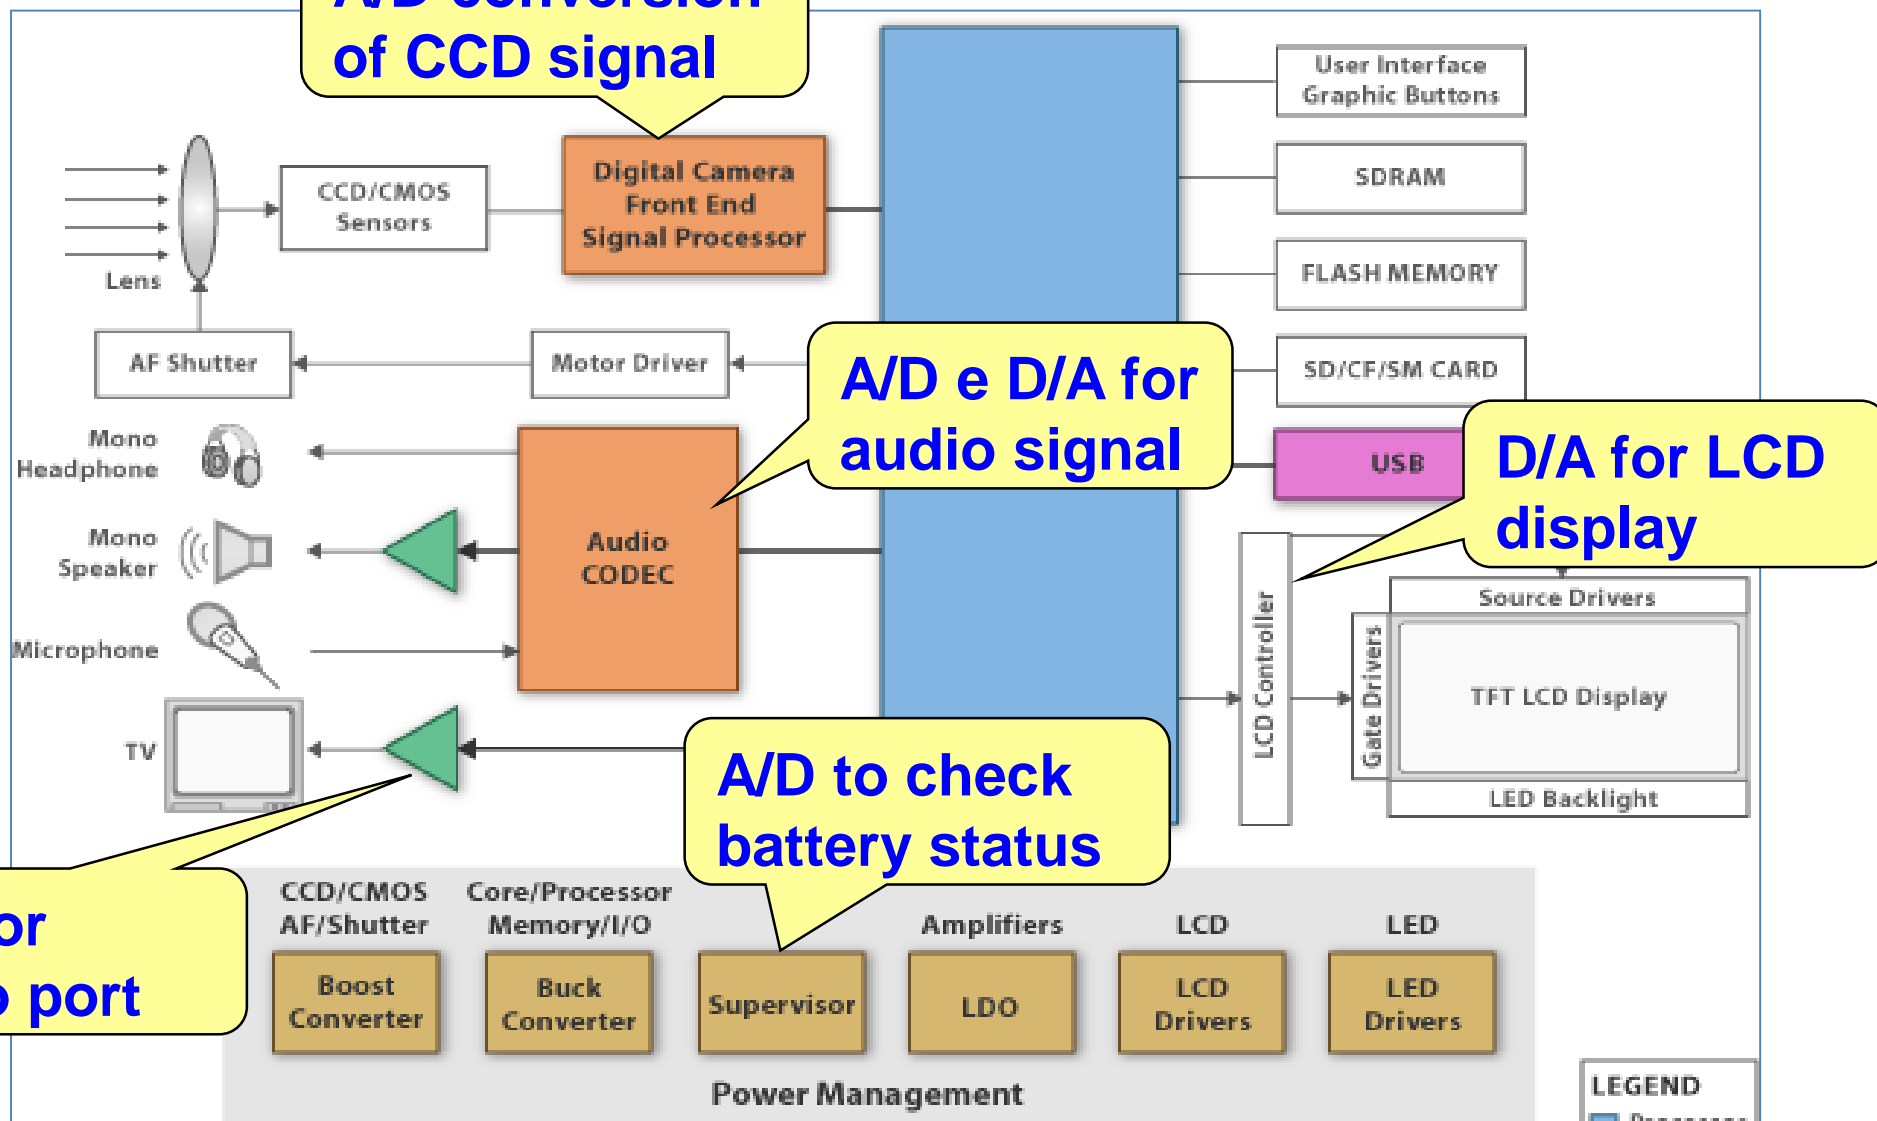 of CCD signal
User Interface
Graphic Buttons
Digital Camera
Front End
Signal Processor
SDRAM
CCD/CMOS
Sensors
Lens
FLASH MEMORY
AF Shutter
Motor Driver
A/D e D/A for
audio signal
SD/CF/SM CARD
Mono
Headphone
USB
D/A for LCD
display
Mono
Speaker
Audio
CODEC
Source Drivers
LCD Controller
Gate Drivers
TFT LCD Display
Microphone
TV
LED Backlight
A/D to check
battery status
port
CCD/CMOS
AF/Shutter
Core/Processor
Memory/I/O
Amplifiers
LCD
LED
Boost
Converter
Buck
Converter
Supervisor
LDO
LCD
Drivers
LED
Drivers
Power Management
LEGEND